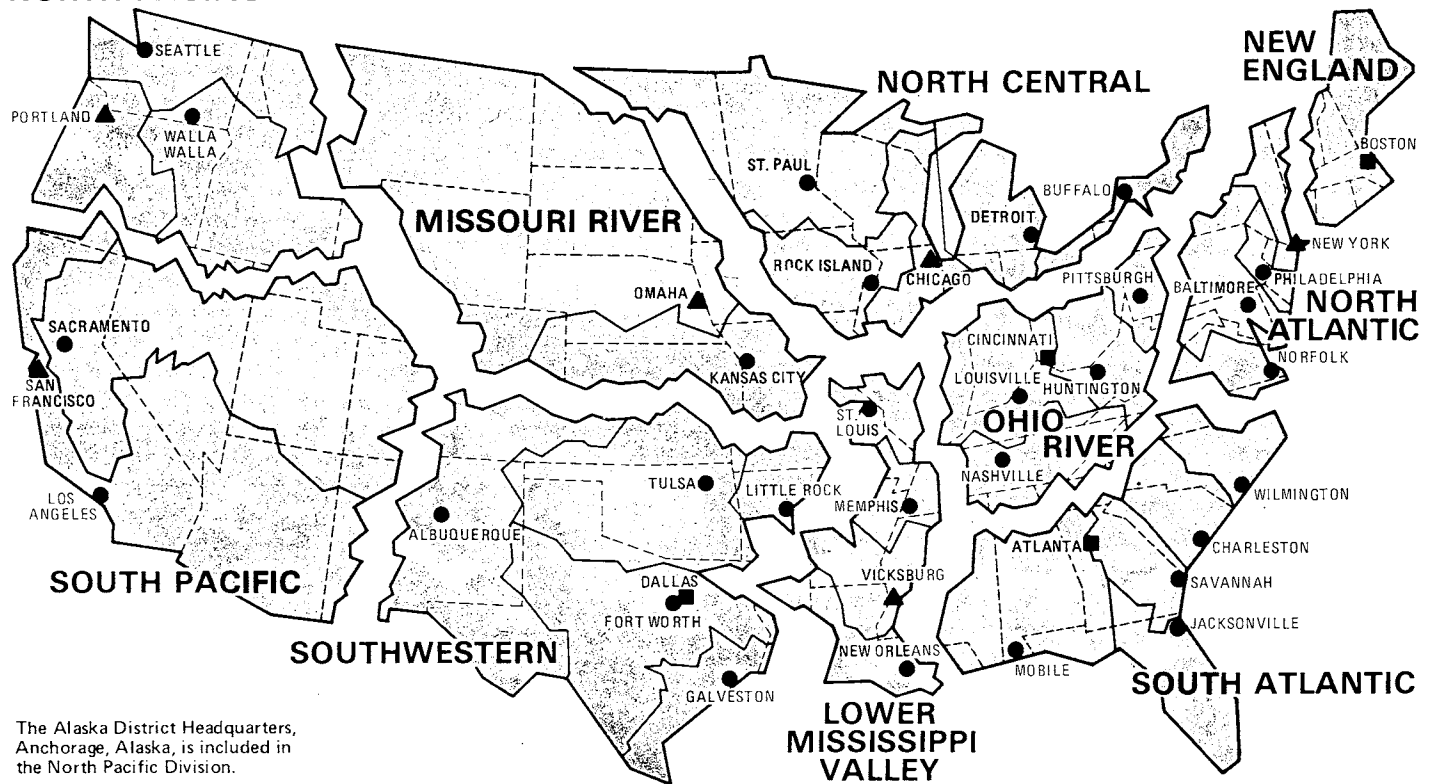 SEATTLE
PORTLAND
WALLA
WALLA
SACRAMENTO
SAN
FRANCISCO
LOS
ANGELES
SOUTH PACIFIC
MISSOURI RIVER
OMAHA
KANSAS CITY
ALBUQUERQUE
TULSA
LITTLE ROCK
DALLAS
FORT WORTH
GALVESTON
SOUTHWESTERN
NORTH CENTRAL
ST. PAUL
ROCK ISLAND
CHICAGO
DETROIT
BUFFALO
ST.
LOUIS
MEMPHIS
VICKSBURG
NEW ORLEANS
LOWER
MISSISSIPPI
VALLEY
PITTSBURGH
CINCINNATI
LOUISVILLE
HUNTINGTON
OHIO
RIVER
NASHVILLE
NEW
ENGLAND
BOSTON
NEW YORK
PHILADELPHIA
BALTIMORE
NORTH
ATLANTIC
NORFOLK
WILMINGTON
ATLANTA
CHARLESTON
SAVANNAH
JACKSONVILLE
MOBILE
SOUTH ATLANTIC
The Alaska District Headquarters,
Anchorage, Alaska, is included in
the North Pacific Division.